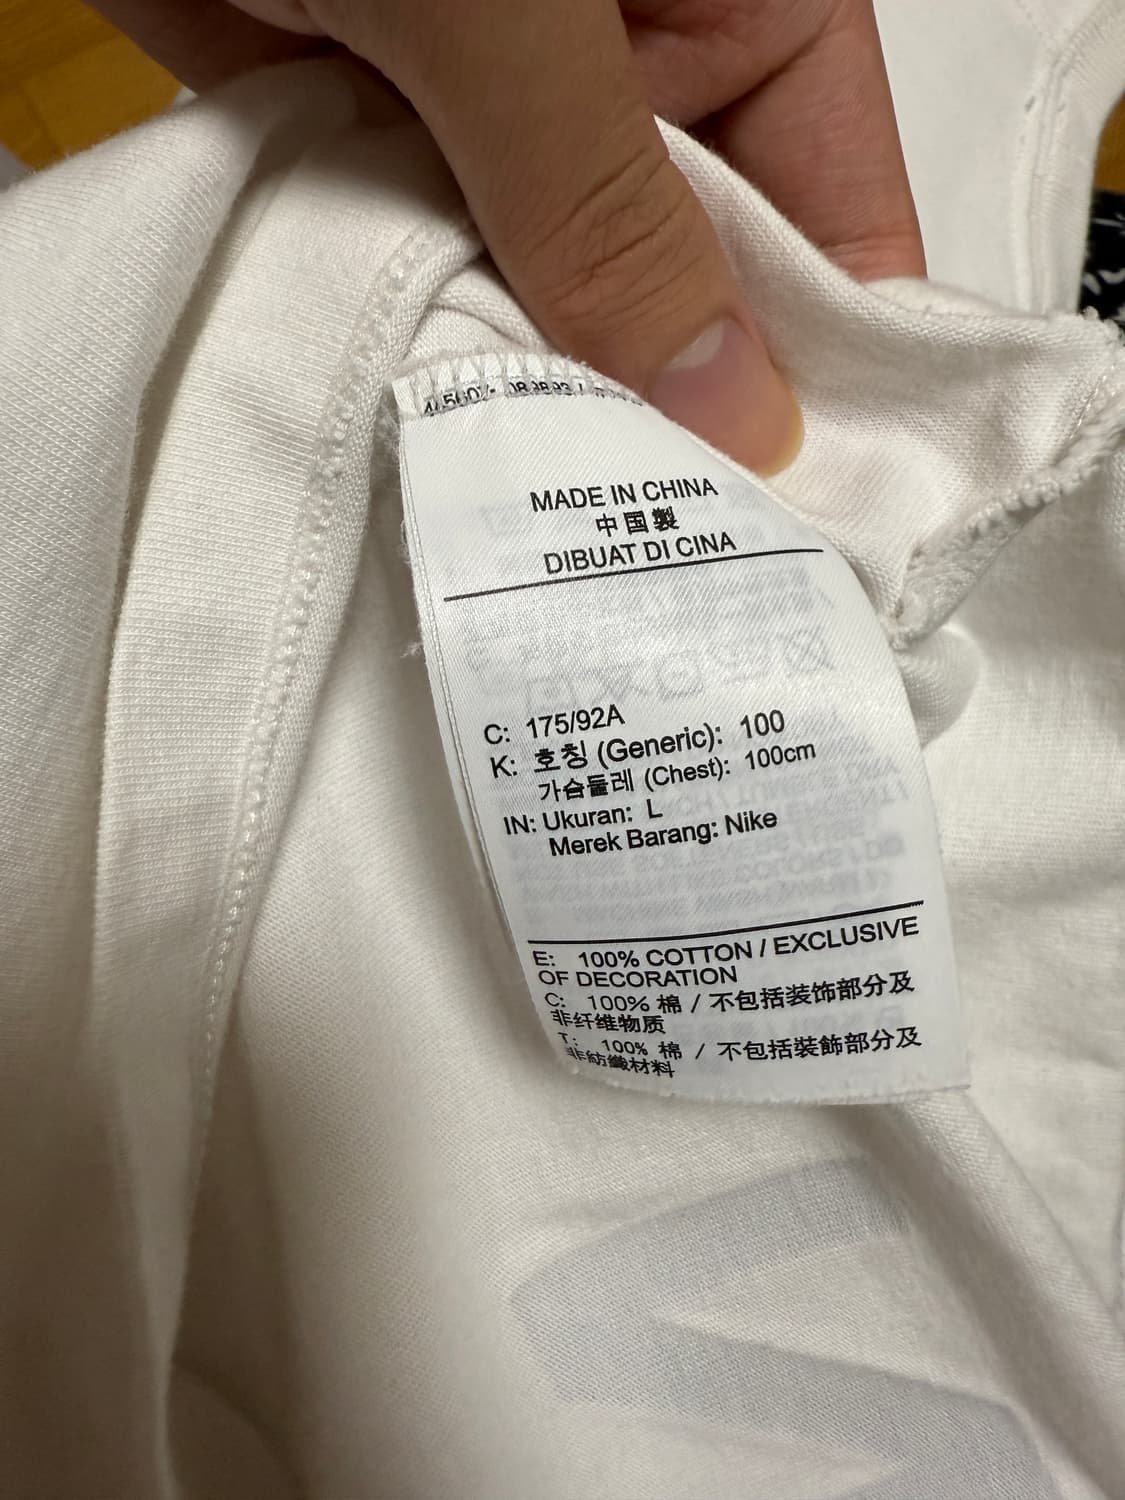 MADE IN CHINA
中国製
DIBUAT DI CINA
C: 175/92A
K: 호칭 (Generic): 100
가슴둘레 (Chest): 100cm
IN: Ukuran: L
Merek Barang: Nike
E: 100% COTTON / EXCLUSIVE
OF DECORATION
C: 100% 棉 / 不包括装饰部分及
非纤维物质
T: 100% 棉 / 不包括裝飾部分及
非紡織材料